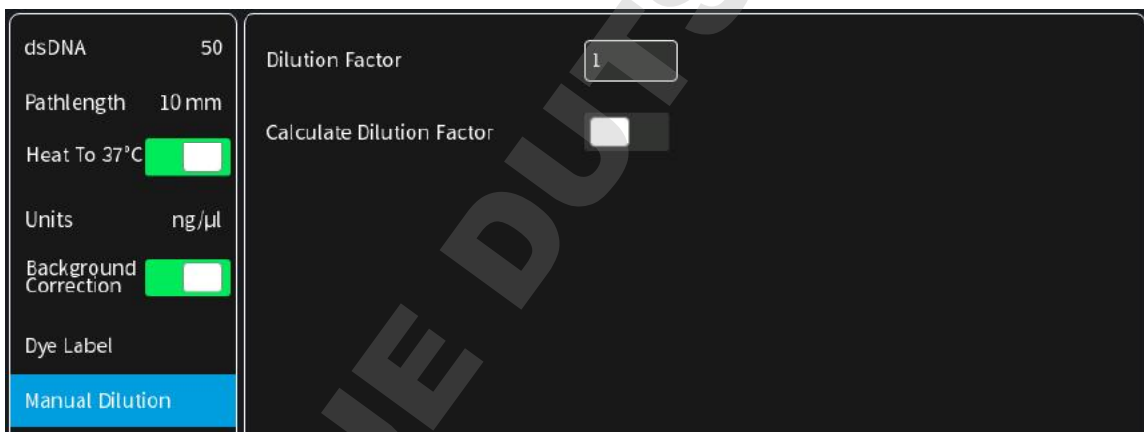 dsDNA 50
Pathlength 10 mm
Heat To 37°C
Units ng/µl
Background
Correction
Dye Label
Manual Dilution
Dilution Factor 1
Calculate Dilution Factor